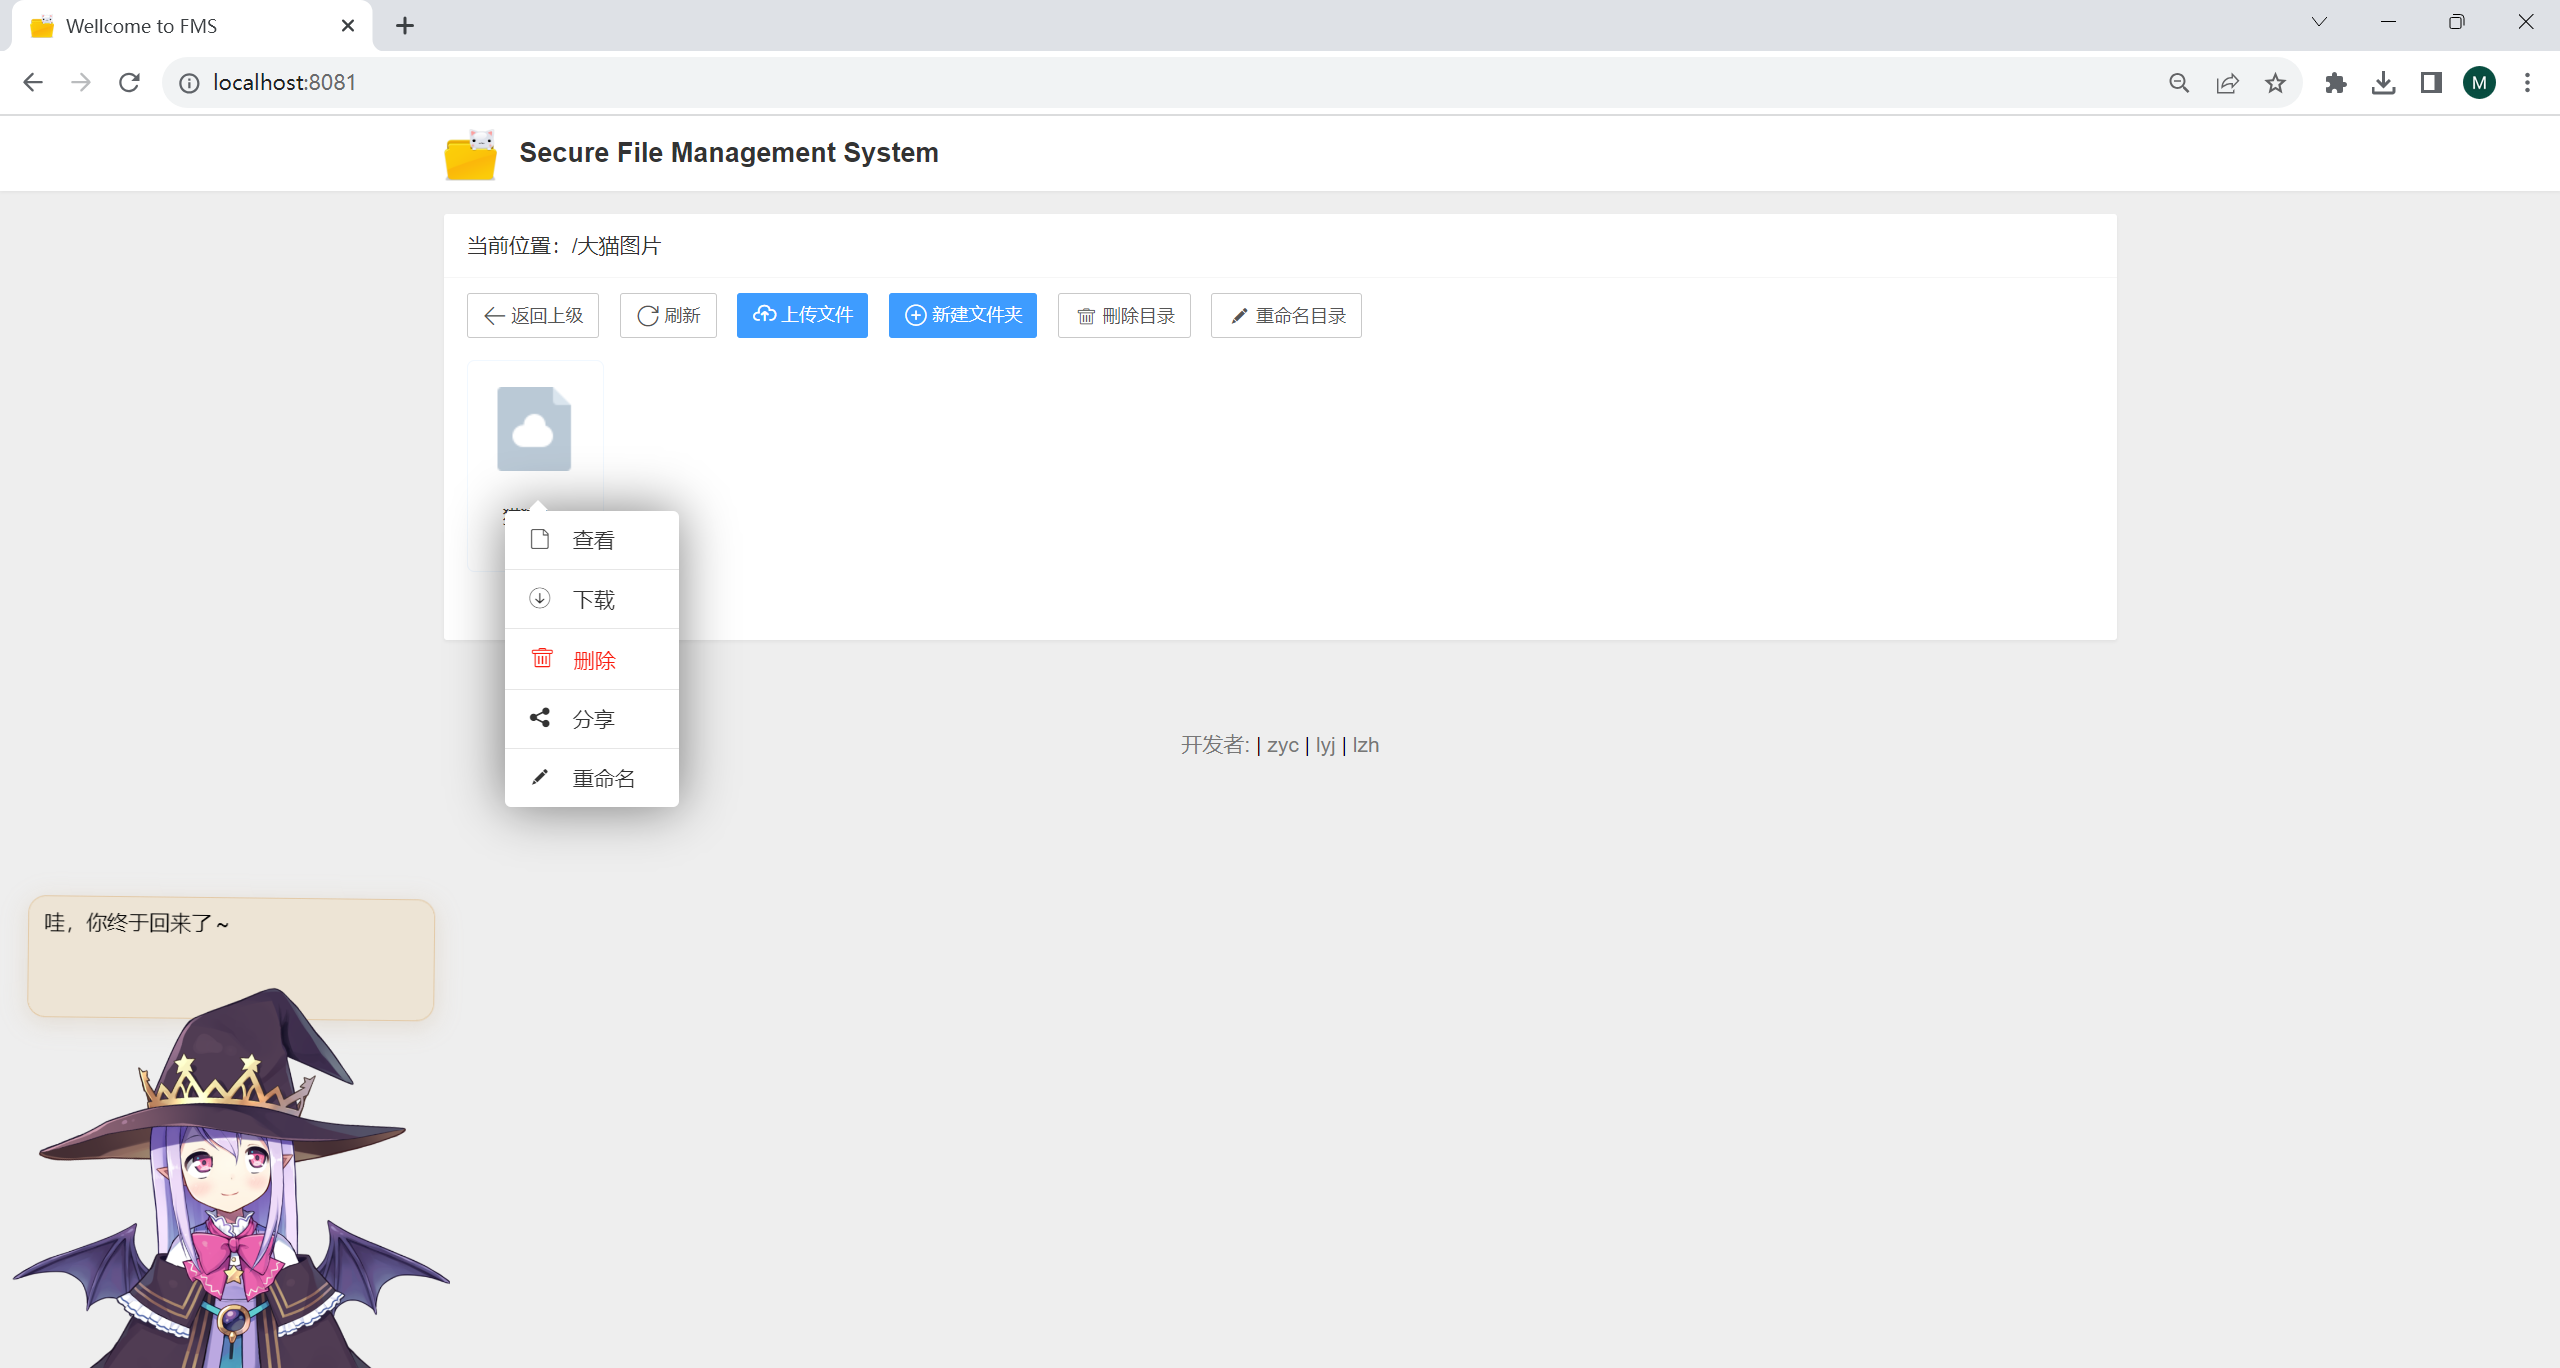 Wellcome to FMS
localhost:8081
M
Secure File Management System
当前位置：/大猫图片
返回上级 刷新 上传文件 新建文件夹 刪除目录 重命名目录
查看
下载
删除
分享
重命名
开发者: | zyc | lyj | lzh
哇，你终于回来了~